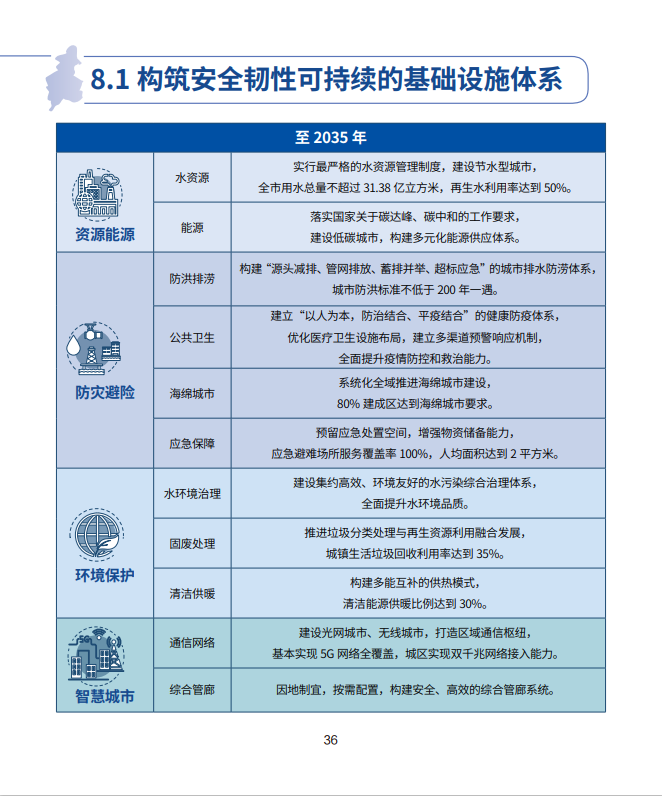 8.1 构筑安全韧性可持续的基础设施体系
至 2035 年
资源能源
水资源
实行最严格的水资源管理制度，建设节水型城市，
全市用水总量不超过 31.38 亿立方米，再生水利用率达到 50%。
能源
落实国家关于碳达峰、碳中和的工作要求，
建设低碳城市，构建多元化能源供应体系。
防灾避险
防洪排涝
构建“源头减排、管网排放、蓄排并举、超标应急”的城市排水防涝体系，
城市防洪标准不低于 200 年一遇。
公共卫生
建立“以人为本，防治结合、平疫结合”的健康防疫体系，
优化医疗卫生设施布局，建立多渠道预警响应机制，
全面提升疫情防控和救治能力。
海绵城市
系统化全域推进海绵城市建设，
80% 建成区达到海绵城市要求。
应急保障
预留应急处置空间，增强物资储备能力，
应急避难场所服务覆盖率 100%，人均面积达到 2 平方米。
环境保护
水环境治理
建设集约高效、环境友好的水污染综合治理体系，
全面提升水环境品质。
固废处理
推进垃圾分类处理与再生资源利用融合发展，
城镇生活垃圾回收利用率达到 35%。
清洁供暖
构建多能互补的供热模式，
清洁能源供暖比例达到 30%。
5G
智慧城市
通信网络
建设光网城市、无线城市，打造区域通信枢纽，
基本实现 5G 网络全覆盖，城区实现双千兆网络接入能力。
综合管廊
因地制宜，按需配置，构建安全、高效的综合管廊系统。
36